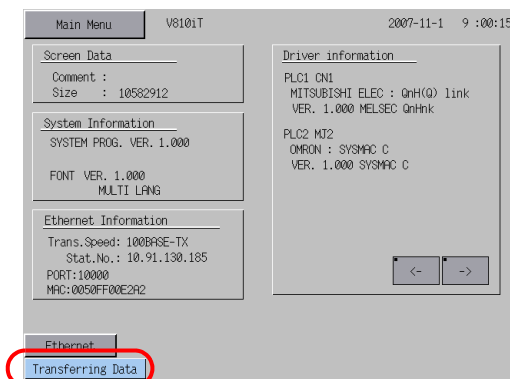 Main Menu
V810iT
2007-11-1 9:00:15
Screen Data
Comment :
Size : 10582912
System Information
SYSTEM PROG. VER. 1.000
FONT VER. 1.000
MULTI LANG
Ethernet Information
Trans.Speed: 100BASE-TX
Stat.No.: 10.91.130.185
PORT:10000
MAC:0050FF00E2A2
Driver information
PLC1 CN1
MITSUBISHI ELEC : QnH(Q) link
VER. 1.000 MELSEC QnHnk
PLC2 MJ2
OMRON : SYSMAC C
VER. 1.000 SYSMAC C
<- ->
Ethernet
Transferring Data